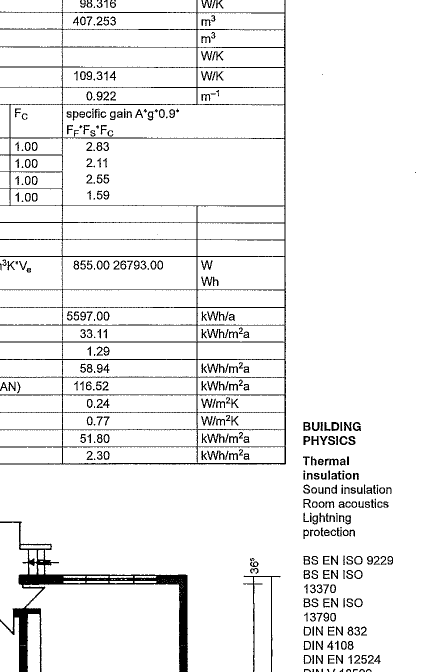 98.316 W/K
407.253 m³
m³
W/K
109.314 W/K
0.922 m⁻¹
F_C specific gain A*g*0.9*
F_F*F_S*F_C
1.00 2.83
1.00 2.11
1.00 2.55
1.00 1.59
³K*V_e 855.00 26793.00 W
Wh
5597.00 kWh/a
33.11 kWh/m²a
1.29
58.94 kWh/m²a
AN) 116.52 kWh/m²a
0.24 W/m²K
0.77 W/m²K
51.80 kWh/m²a
2.30 kWh/m²a
BUILDING
PHYSICS
Thermal
insulation
Sound insulation
Room acoustics
Lightning
protection
36⁵
BS EN ISO 9229
BS EN ISO
13370
BS EN ISO
13790
DIN EN 832
DIN 4108
DIN EN 12524